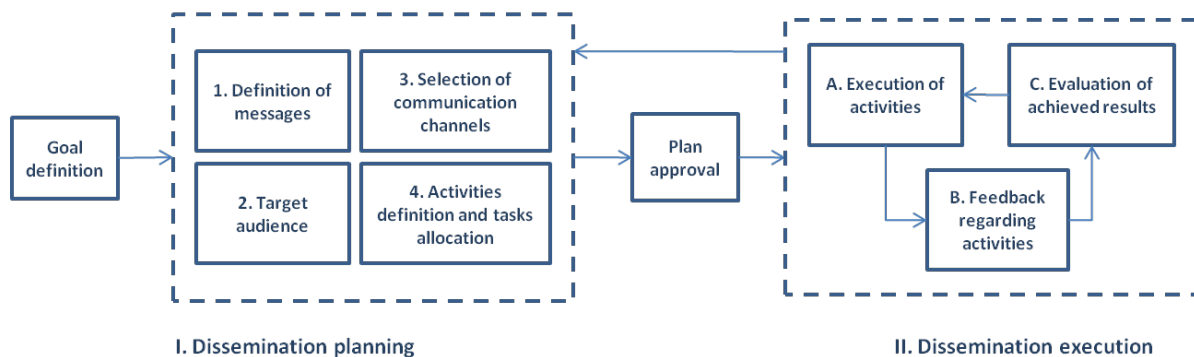 Goal
definition
1. Definition of
messages
3. Selection of
communication
channels
2. Target
audience
4. Activities
definition and tasks
allocation
Plan
approval
A. Execution of
activities
C. Evaluation of
achieved results
B. Feedback
regarding
activities
I. Dissemination planning
II. Dissemination execution